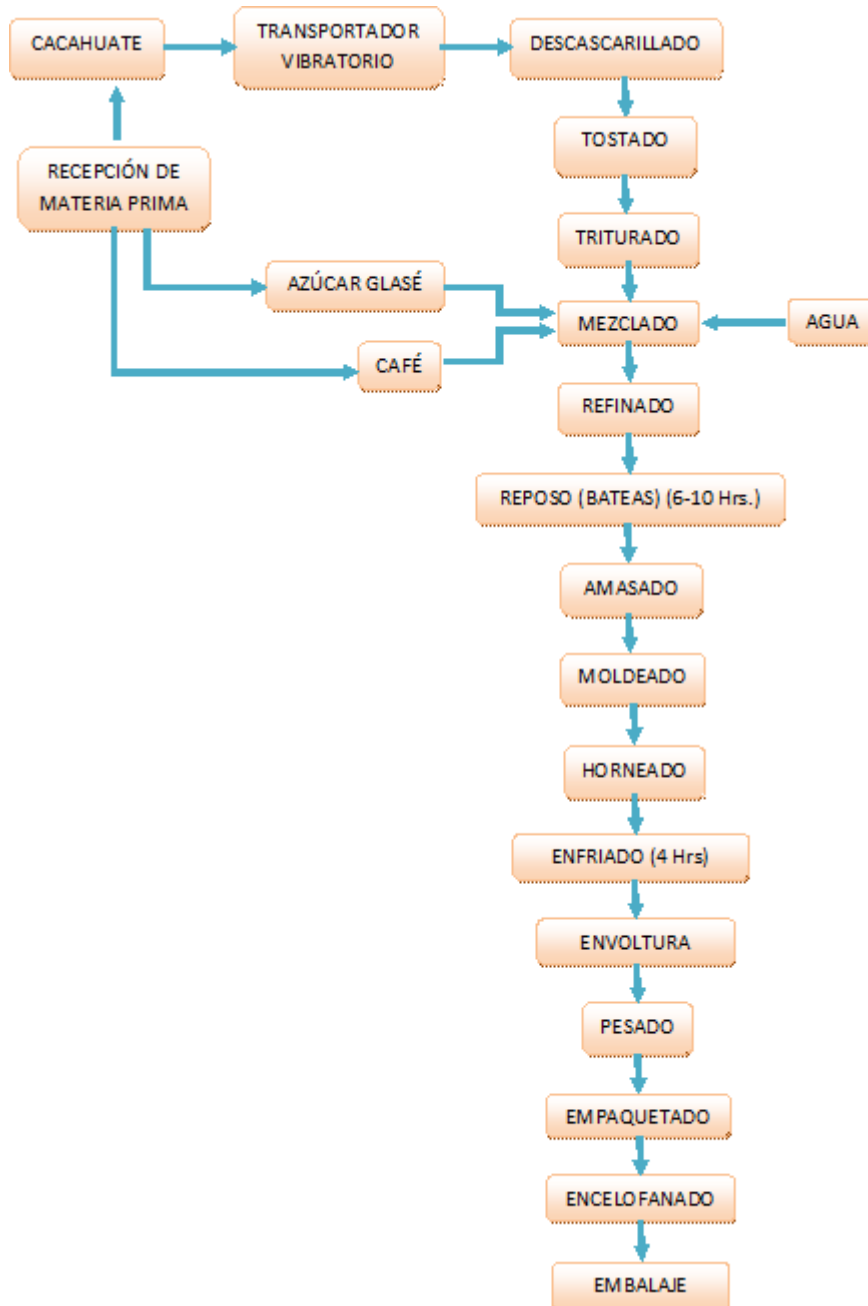 CACAHUATE
TRANSPORTADOR
VIBRATORIO
DESCASCARILLADO
TOSTADO
RECEPCIÓN DE
MATERIA PRIMA
TRITURADO
AZÚCAR GLASÉ
MEZCLADO
AGUA
CAFÉ
REFINADO
REPOSO (BATEAS) (6-10 Hrs.)
AMASADO
MOLDEADO
HORNEADO
ENFRIADO (4 Hrs)
ENVOLTURA
PESADO
EMPAQUETADO
ENCELOFANADO
EMBALAJE